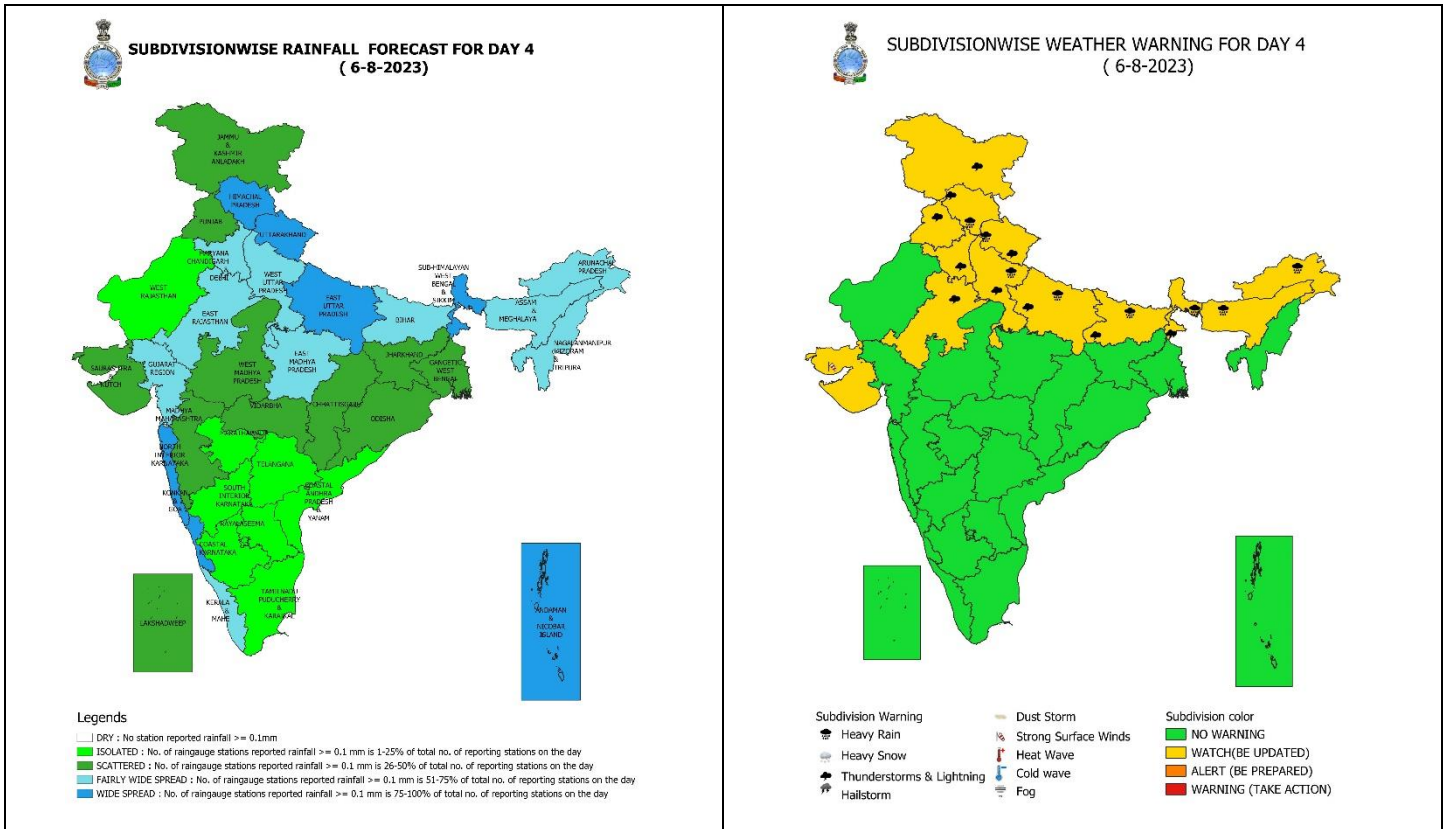 SUBDIVISIONWISE RAINFALL FORECAST FOR DAY 4
( 6-8-2023)
JAMMU
&
KASHMIR
ANLADAKH
HIMACHAL
PRADESH
PUNJAB
UTTARAKHAND
HARYANA
CHANDIGARH
&
DELHI
WEST
UTTAR
PRADESH
SUB-HIMALAYAN
WEST
BENGAL
&
SIKKIM
ARUNACHAL
PRADESH
WEST
RAJASTHAN
EAST
UTTAR
PRADESH
ASSAM
&
MEGHALAYA
EAST
RAJASTHAN
BIHAR
NAGALANMANIPUR
MIZORAM
&
TRIPURA
SAURASHTRA
&
KUTCH
GUJARAT
REGION
WEST
MADHYA
PRADESH
EAST
MADHYA
PRADESH
JHARKHAND
GANGETIC
WEST
BENGAL
MADHYA
MAHARASHTRA
VIDARBHA
CHHATTISGARH
ODISHA
NORTH
INTERIOR
KARNATAKA
TELANGANA
KONKAN
&
GOA
SOUTH
INTERIOR
KARNATAKA
COASTAL
ANDHRA
PRADESH
&
YANAM
RAYALASEEMA
COASTAL
KARNATAKA
KERALA
&
MAHE
TAMILNADU
PUDUCHERRY
&
KARAIKAL
LAKSHADWEEP
ANDAMAN
&
NICOBAR
ISLAND
Legends
DRY : No station reported rainfall >= 0.1mm
ISOLATED : No. of raingauge stations reported rainfall >= 0.1 mm is 1-25% of total no. of reporting stations on the day
SCATTERED : No. of raingauge stations reported rainfall >= 0.1 mm is 26-50% of total no. of reporting stations on the day
FAIRLY WIDE SPREAD : No. of raingauge stations reported rainfall >= 0.1 mm is 51-75% of total no. of reporting stations on the day
WIDE SPREAD : No. of raingauge stations reported rainfall >= 0.1 mm is 75-100% of total no. of reporting stations on the day
SUBDIVISIONWISE WEATHER WARNING FOR DAY 4
( 6-8-2023)
Subdivision Warning
Heavy Rain
Heavy Snow
Thunderstorms & Lightning
Hailstorm
Dust Storm
Strong Surface Winds
Heat Wave
Cold wave
Fog
Subdivision color
NO WARNING
WATCH(BE UPDATED)
ALERT (BE PREPARED)
WARNING (TAKE ACTION)